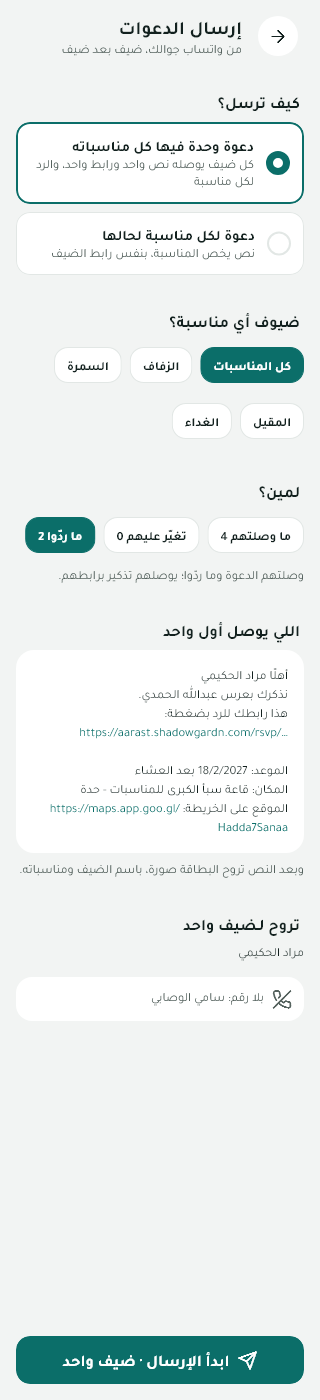 إرسال الدعوات
من واتساب جوالك، ضيف بعد ضيف
كيف ترسل؟
دعوة وحدة فيها كل مناسباته
كل ضيف يوصله نص واحد ورابط واحد، والرد
لكل مناسبة
دعوة لكل مناسبة لحالها
نص يخص المناسبة، بنفس رابط الضيف
ضيوف أي مناسبة؟
كل المناسبات
الزفاف
السمرة
المقيل
الغداء
لمين؟
ما وصلتهم 4
تغيّر عليهم 0
ما ردّوا 2
وصلتهم الدعوة وما ردّوا: يوصلهم تذكير برابطهم.
اللي يوصل أول واحد
أهلًا مراد الحكيمي
نذكرك بعرس عبدالله الحمدي.
هذا رابطك للرد بضغطة:
https://aarast.shadowgardn.com/rsvp/…
الموعد: 18/2/2027 بعد العشاء
المكان: قاعة سبأ الكبرى للمناسبات - حدة
الموقع على الخريطة: https://maps.app.goo.gl/
Hadda7Sanaa
وبعد النص تروح البطاقة صورة، باسم الضيف ومناسباته.
تروح لضيف واحد
مراد الحكيمي
بلا رقم: سامي الوصابي
ابدأ الإرسال · ضيف واحد